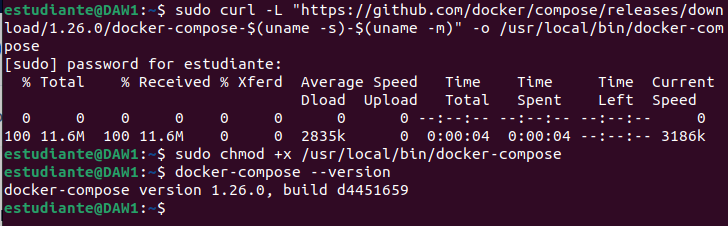 estudiante@DAW1:~$ sudo curl -L "https://github.com/docker/compose/releases/down
load/1.26.0/docker-compose-$(uname -s)-$(uname -m)" -o /usr/local/bin/docker-com
pose
[sudo] password for estudiante:
  % Total    % Received % Xferd  Average Speed   Time    Time     Time  Current
                                 Dload  Upload   Total   Spent    Left  Speed
  0     0    0     0    0     0      0      0 --:--:-- --:--:-- --:--:--     0
100 11.6M  100 11.6M    0     0  2835k      0  0:00:04  0:00:04 --:--:-- 3186k
estudiante@DAW1:~$ sudo chmod +x /usr/local/bin/docker-compose
estudiante@DAW1:~$ docker-compose --version
docker-compose version 1.26.0, build d4451659
estudiante@DAW1:~$